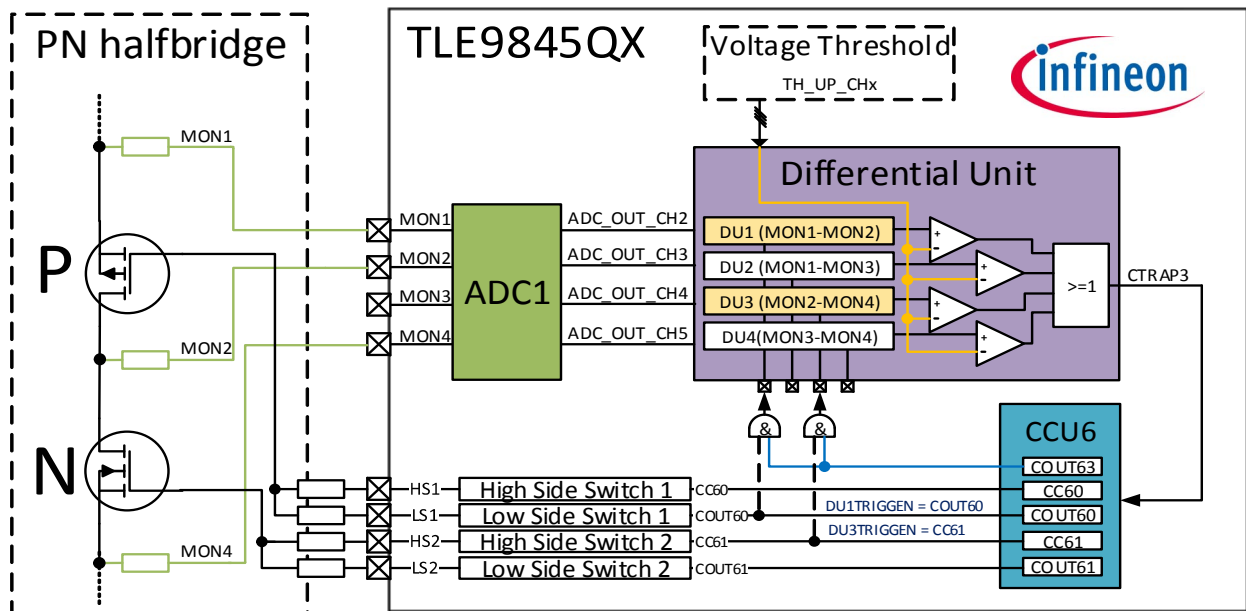 PN halfbridge
TLE9845QX
Voltage Threshold
TH_UP_CHx
infineon
MON1
P
MON2
N
MON4
MON1
MON2
MON3
MON4
ADC1
ADC_OUT_CH2
ADC_OUT_CH3
ADC_OUT_CH4
ADC_OUT_CH5
Differential Unit
DU1 (MON1-MON2)
DU2 (MON1-MON3)
DU3 (MON2-MON4)
DU4(MON3-MON4)
+
-
+
-
+
-
+
-
>=1
CTRAP3
&
&
CCU6
COUT63
CC60
COUT60
CC61
COUT61
HS1
High Side Switch 1
CC60
LS1
Low Side Switch 1
COUT60
DU1TRIGGEN = COUT60
HS2
High Side Switch 2
CC61
DU3TRIGGEN = CC61
LS2
Low Side Switch 2
COUT61